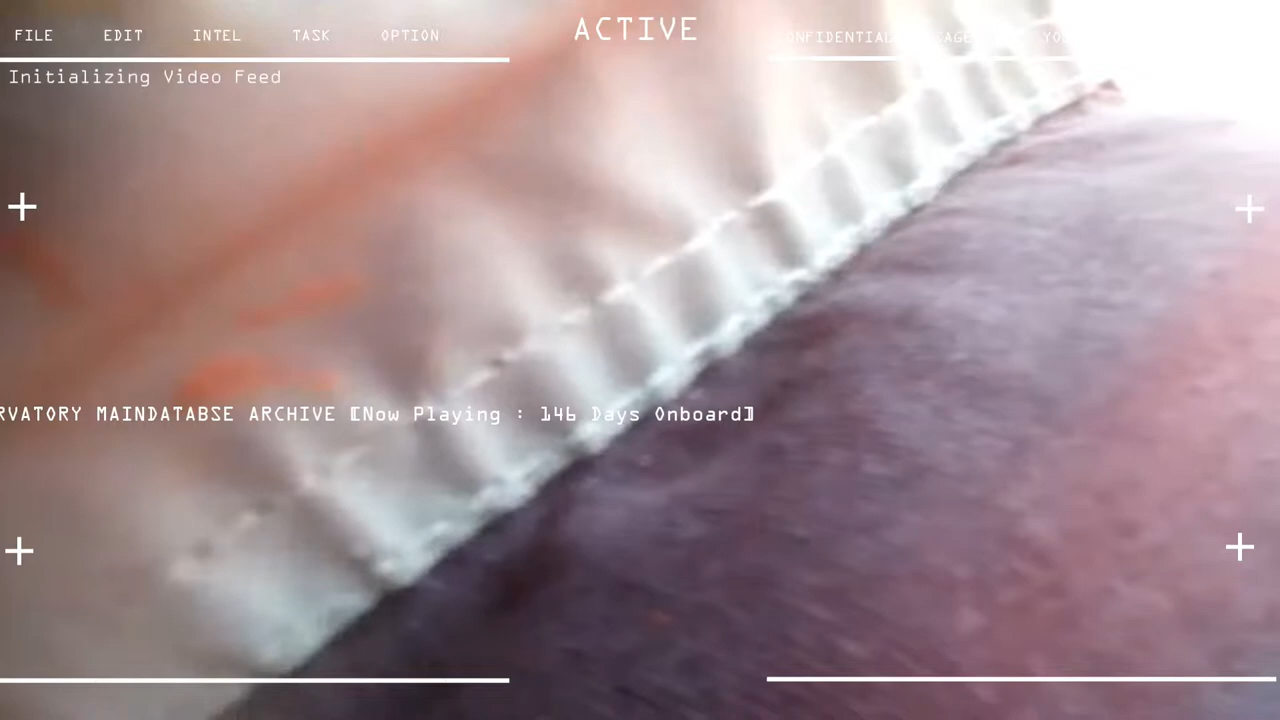 FILE EDIT INTEL TASK OPTION
ACTIVE
Initializing Video Feed
RVATORY MAINDATABSE ARCHIVE [Now Playing : 146 Days Onboard]